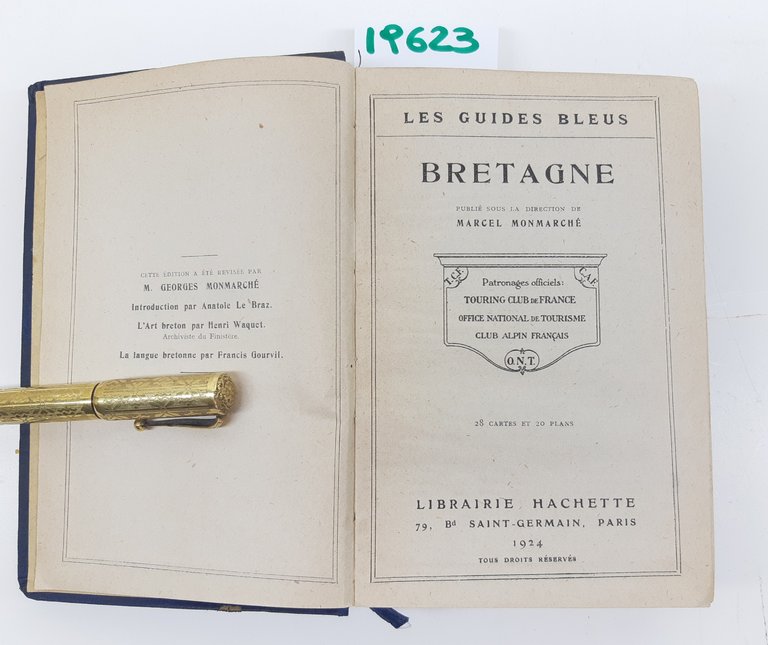 19623
CETTE ÉDITION A ÉTÉ REVISÉE PAR
M. GEORGES MONMARCHÉ
Introduction par Anatole Le Braz.
L'Art breton par Henri Waquet.
Archiviste du Finistère.
La langue bretonne par Francis Gourvil.
LES GUIDES BLEUS
BRETAGNE
PUBLIÉ SOUS LA DIRECTION DE
MARCEL MONMARCHÉ
T.C.F. C.A.F.
Patronages officiels:
TOURING CLUB DE FRANCE
OFFICE NATIONAL DE TOURISME
CLUB ALPIN FRANÇAIS
O.N.T.
28 CARTES ET 20 PLANS
LIBRAIRIE HACHETTE
79, Bd SAINT-GERMAIN, PARIS
1924
TOUS DROITS RÉSERVÉS